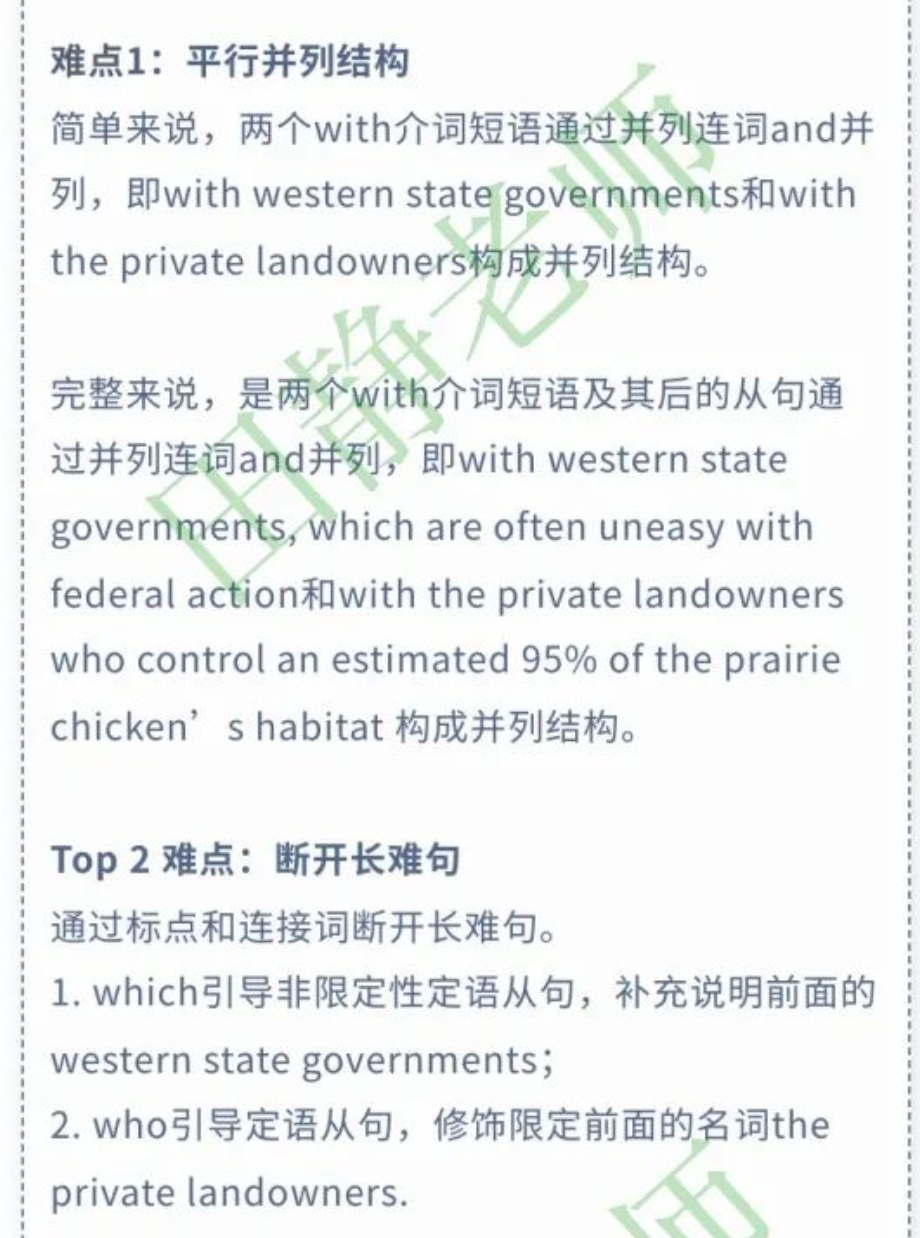 难点1：平行并列结构
简单来说，两个with介词短语通过并列连词and并
列，即with western state governments和with
the private landowners构成并列结构。
完整来说，是两个with介词短语及其后的从句通
过并列连词and并列，即with western state
governments, which are often uneasy with
federal action和with the private landowners
who control an estimated 95% of the prairie
chicken’s habitat 构成并列结构。
Top 2 难点：断开长难句
通过标点和连接词断开长难句。
1. which引导非限定性定语从句，补充说明前面的
western state governments；
2. who引导定语从句，修饰限定前面的名词the
private landowners.
田静老师
师